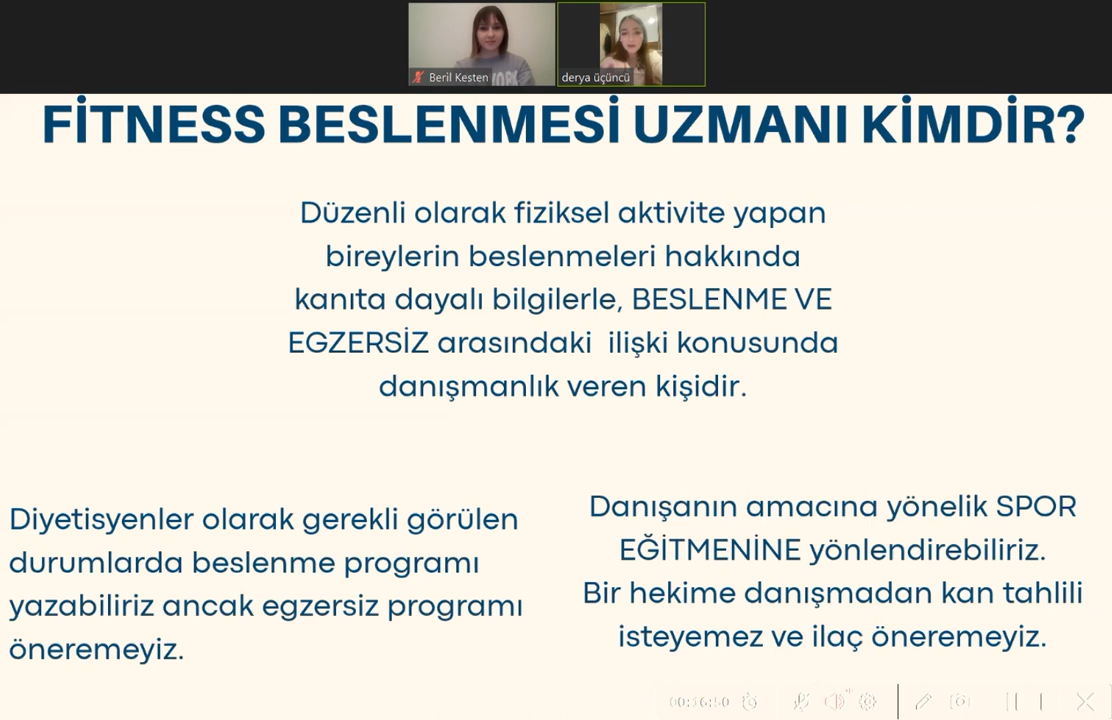 Beril Kesten
derya üçüncü
FİTNESS BESLENMESİ UZMANI KİMDİR?
Düzenli olarak fiziksel aktivite yapan
bireylerin beslenmeleri hakkında
kanıta dayalı bilgilerle, BESLENME VE
EGZERSİZ arasındaki ilişki konusunda
danışmanlık veren kişidir.
Diyetisyenler olarak gerekli görülen
durumlarda beslenme programı
yazabiliriz ancak egzersiz programı
öneremeyiz.
Danışanın amacına yönelik SPOR
EĞİTMENİNE yönlendirebiliriz.
Bir hekime danışmadan kan tahlili
isteyemez ve ilaç öneremeyiz.
00:16:50